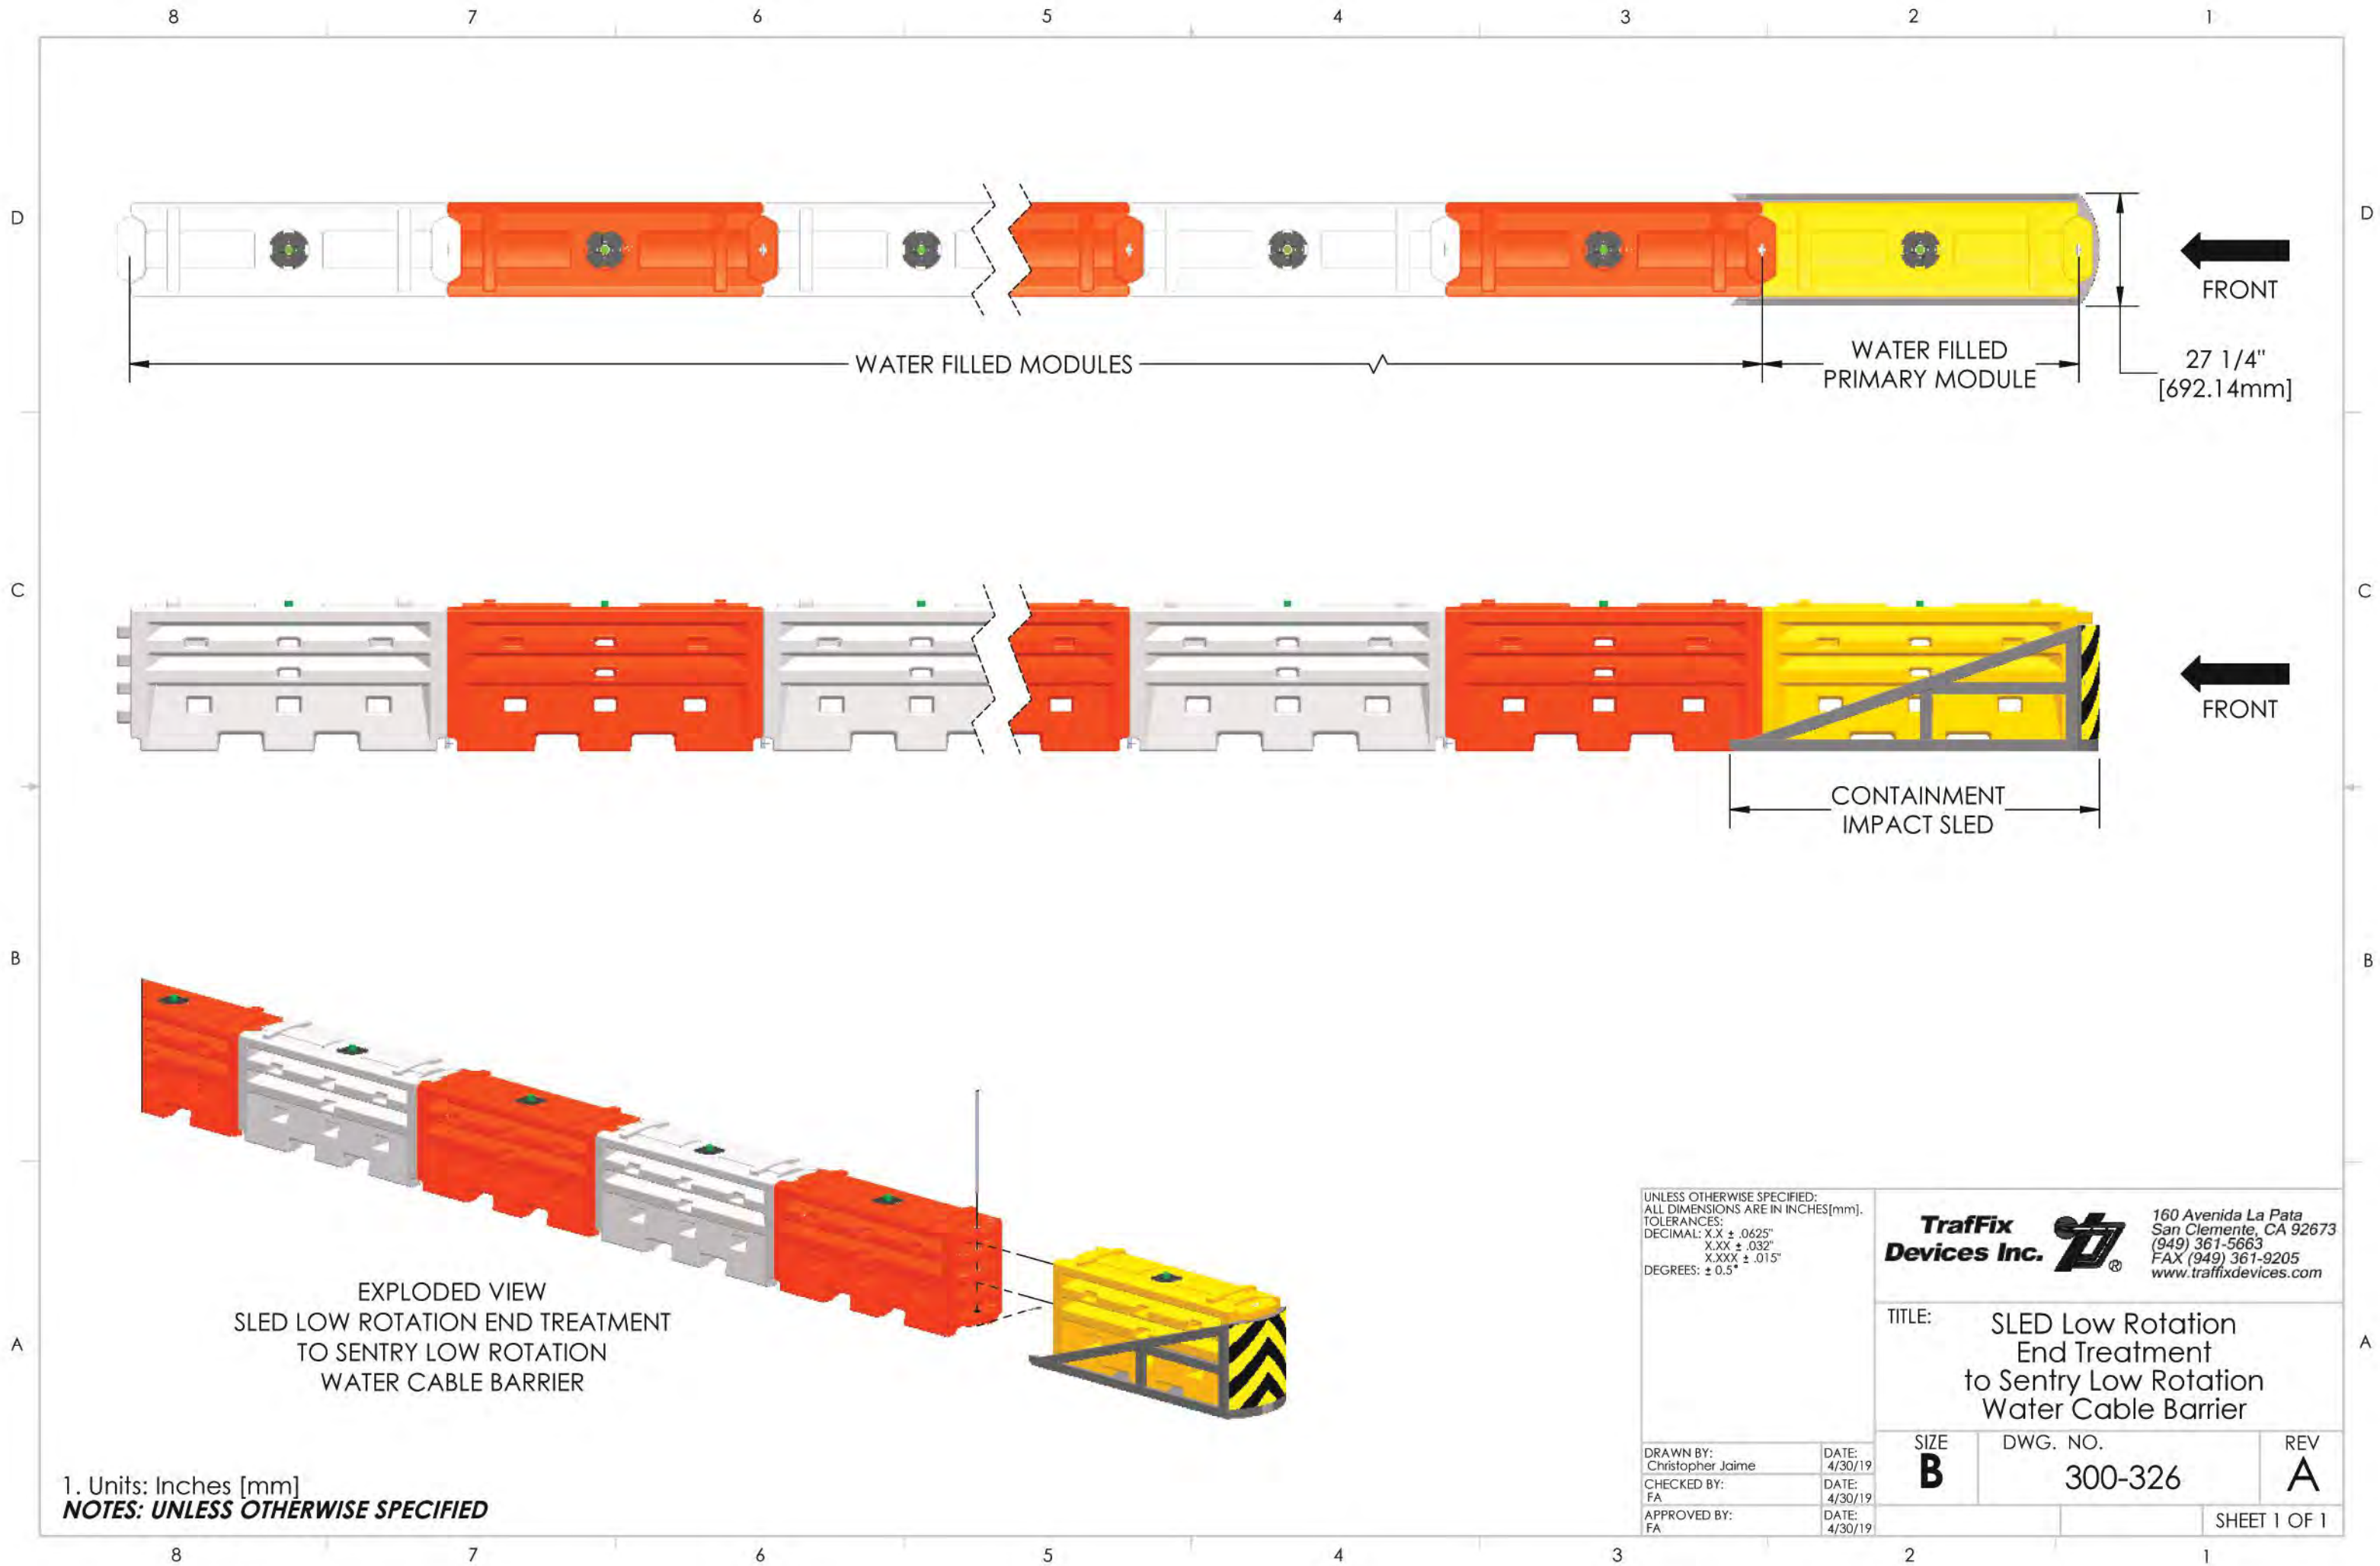 8 7 6 5 4 3 2 1
D
D
FRONT
WATER FILLED MODULES
WATER FILLED
PRIMARY MODULE
27 1/4"
[692.14mm]
C
C
FRONT
CONTAINMENT
IMPACT SLED
B
B
EXPLODED VIEW
SLED LOW ROTATION END TREATMENT
TO SENTRY LOW ROTATION
WATER CABLE BARRIER
A
A
1. Units: Inches [mm]
NOTES: UNLESS OTHERWISE SPECIFIED
UNLESS OTHERWISE SPECIFIED:
ALL DIMENSIONS ARE IN INCHES[mm].
TOLERANCES:
DECIMAL: X.X ± .0625"
X.XX ± .032"
X.XXX ± .015"
DEGREES: ± 0.5°
TrafFix
Devices Inc.
®
160 Avenida La Pata
San Clemente, CA 92673
(949) 361-5663
FAX (949) 361-9205
www.traffixdevices.com
TITLE:
SLED Low Rotation
End Treatment
to Sentry Low Rotation
Water Cable Barrier
DRAWN BY:
Christopher Jaime
DATE:
4/30/19
CHECKED BY:
FA
DATE:
4/30/19
APPROVED BY:
FA
DATE:
4/30/19
SIZE
B
DWG. NO.
300-326
REV
A
SHEET 1 OF 1
8 7 6 5 4 3 2 1